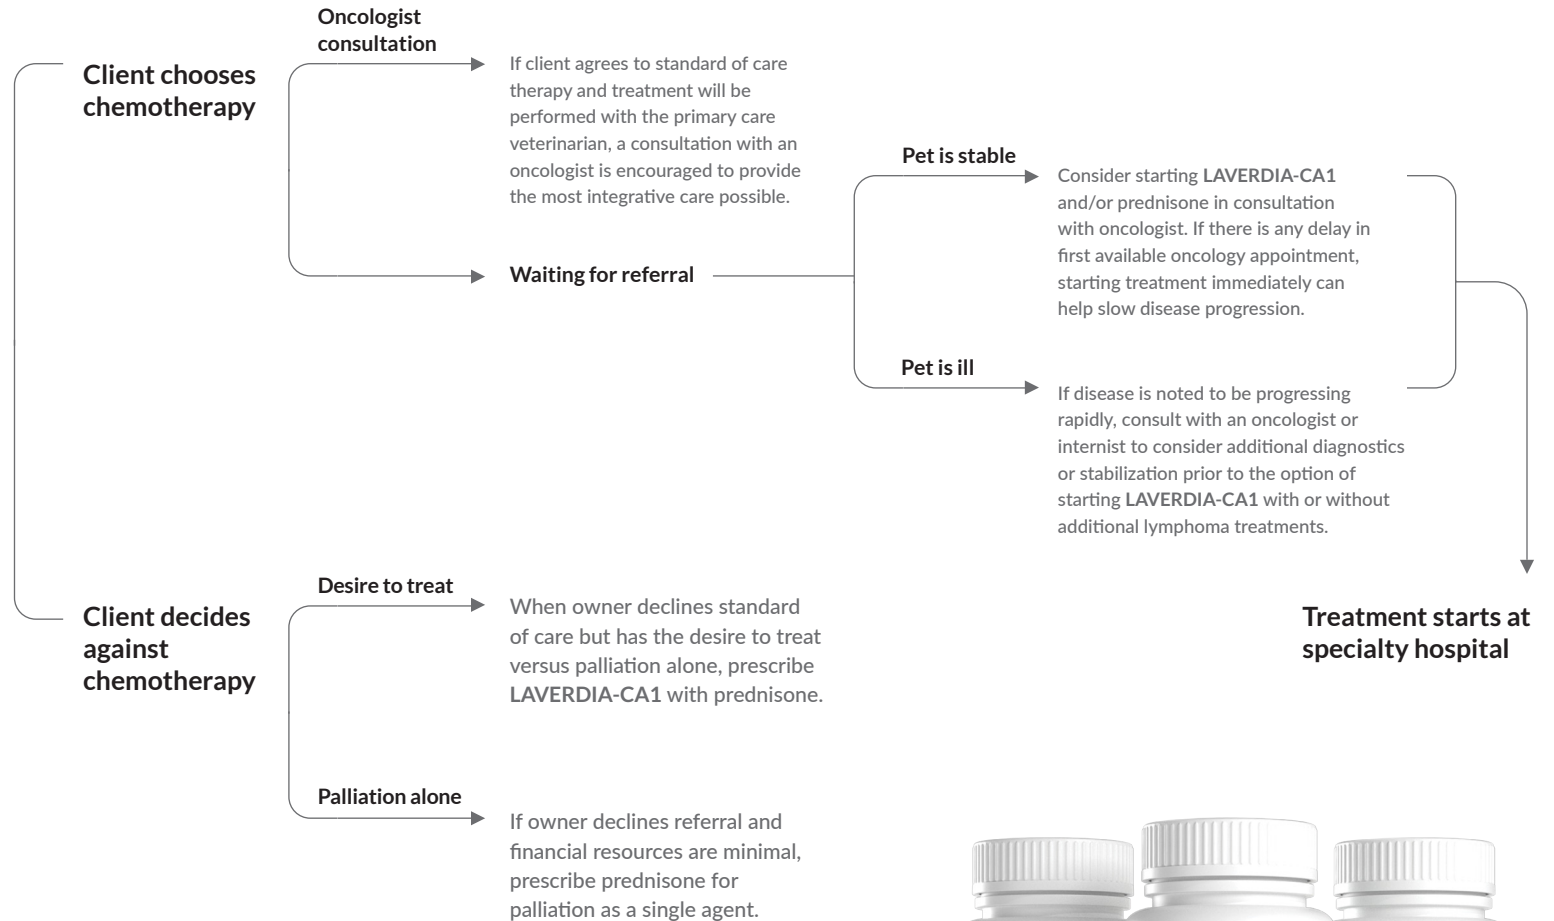 Client chooses
chemotherapy
Oncologist
consultation
If client agrees to standard of care
therapy and treatment will be
performed with the primary care
veterinarian, a consultation with an
oncologist is encouraged to provide
the most integrative care possible.
Waiting for referral
Pet is stable
Consider starting LAVERDIA-CA1
and/or prednisone in consultation
with oncologist. If there is any delay in
first available oncology appointment,
starting treatment immediately can
help slow disease progression.
Pet is ill
If disease is noted to be progressing
rapidly, consult with an oncologist or
internist to consider additional diagnostics
or stabilization prior to the option of
starting LAVERDIA-CA1 with or without
additional lymphoma treatments.
Treatment starts at
specialty hospital
Client decides
against
chemotherapy
Desire to treat
When owner declines standard
of care but has the desire to treat
versus palliation alone, prescribe
LAVERDIA-CA1 with prednisone.
Palliation alone
If owner declines referral and
financial resources are minimal,
prescribe prednisone for
palliation as a single agent.